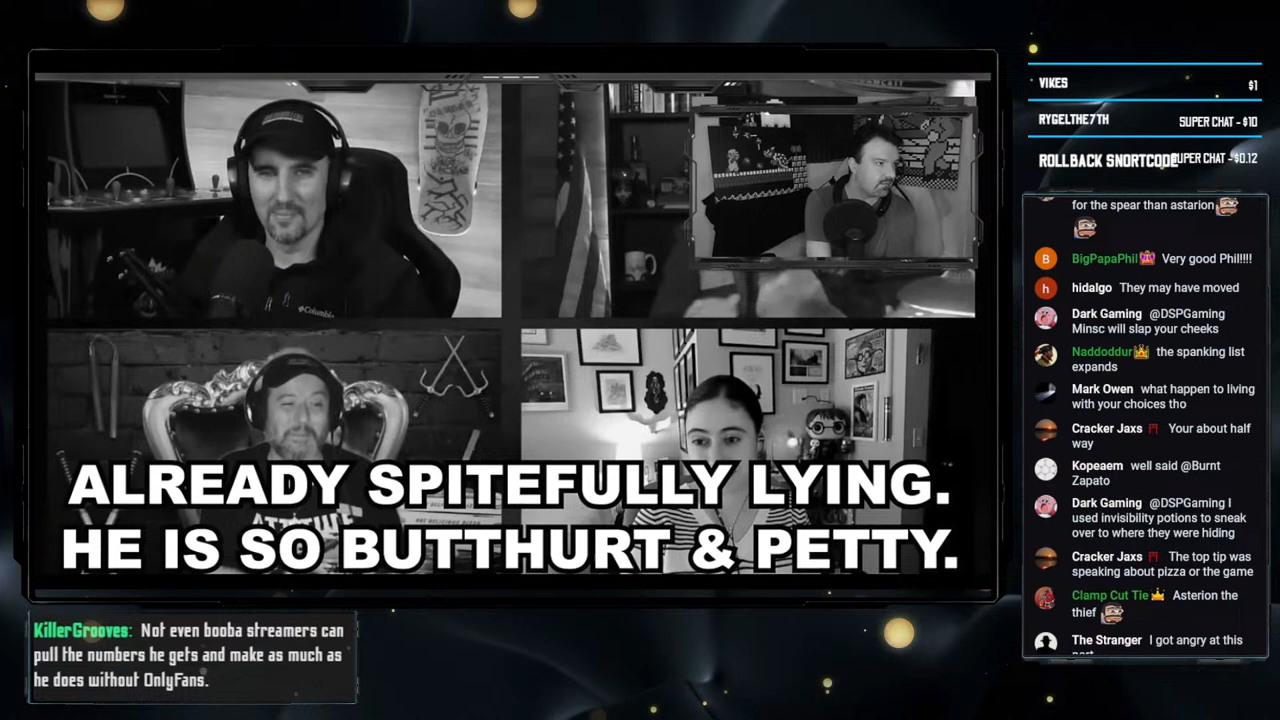 VIKES
$1
RYGELTHE7TH
SUPER CHAT - $10
ROLLBACK SNORTCODE
SUPER CHAT - $0.12
for the spear than astarion
BigPapaPhil Very good Phil!!!!
hidalgo They may have moved
Dark Gaming @DSPGaming
Minsc will slap your cheeks
Naddoddur the spanking list
expands
Mark Owen what happen to living
with your choices tho
Cracker Jaxs Your about half
way
Kopeaem well said @Burnt
Zapato
Dark Gaming @DSPGaming I
used invisibility potions to sneak
over to where they were hiding
Cracker Jaxs The top tip was
speaking about pizza or the game
Clamp Cut Tie Asterion the
thief
The Stranger I got angry at this
Columbia
ALREADY SPITEFULLY LYING.
HE IS SO BUTTHURT & PETTY.
KillerGrooves: Not even booba streamers can
pull the numbers he gets and make as much as
he does without OnlyFans.